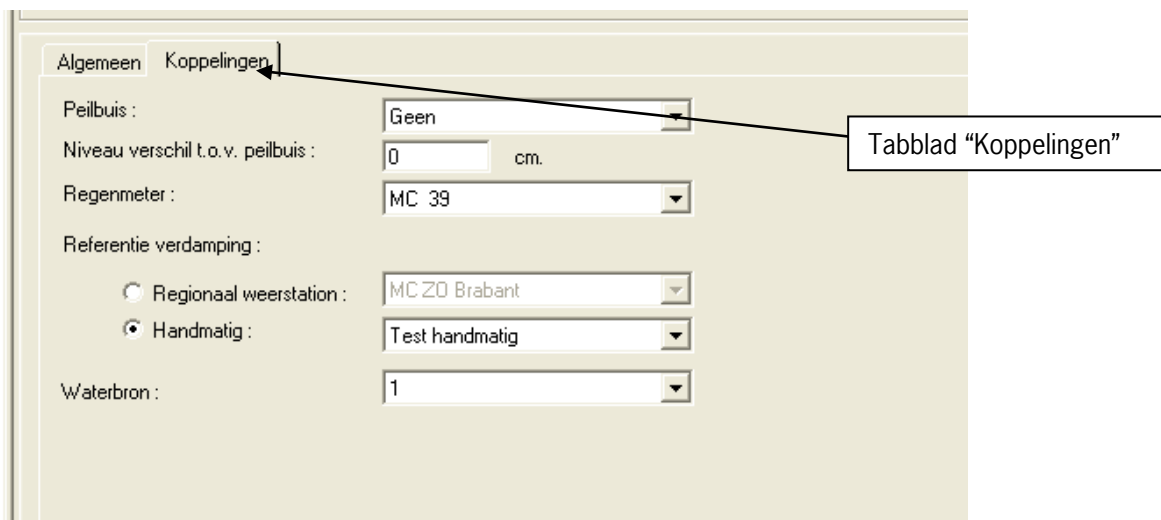 Algemeen Koppelingen
Peilbuis : Geen
Niveau verschil t.o.v. peilbuis : 0 cm.
Tabblad “Koppelingen”
Regenmeter : MC 39
Referentie verdamping :
Regionaal weerstation : MC ZO Brabant
Handmatig : Test handmatig
Waterbron : 1